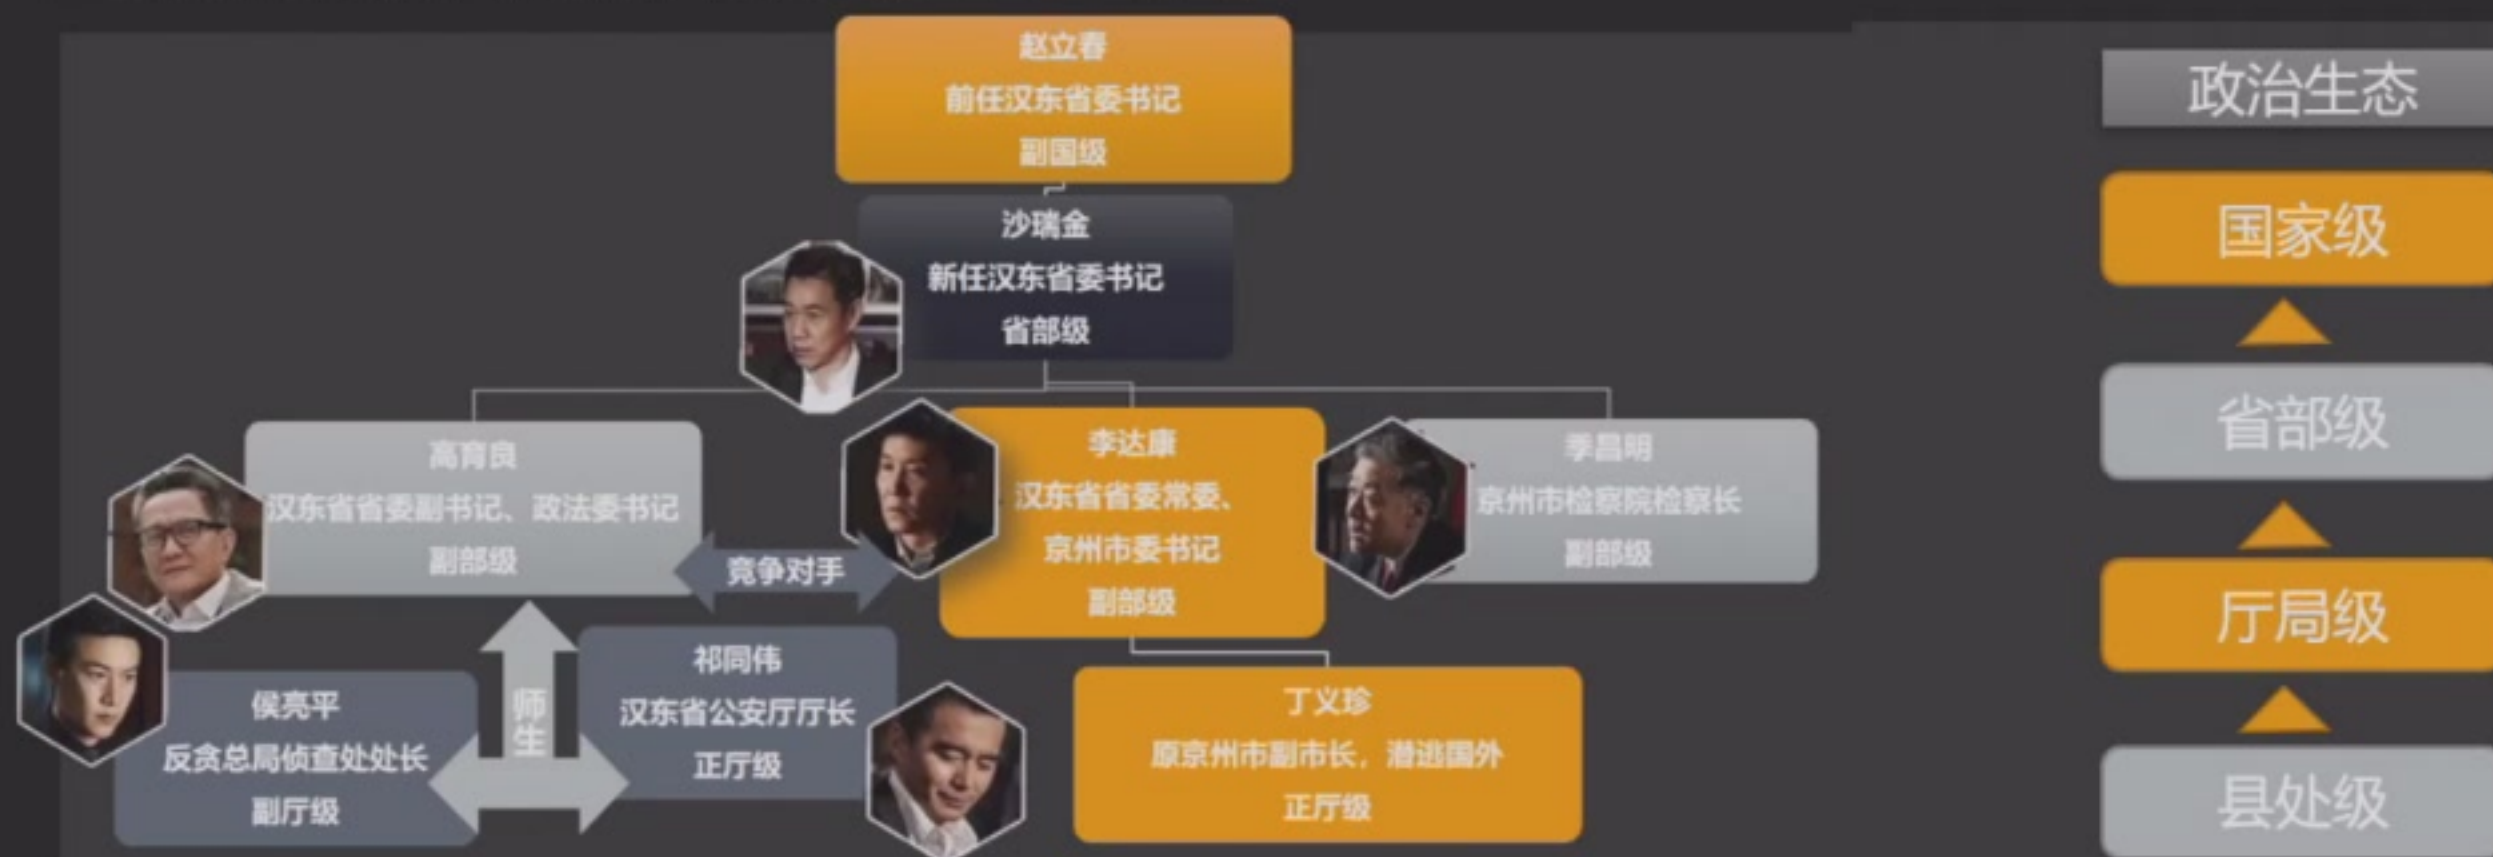 赵立春
前任汉东省委书记
副国级
沙瑞金
新任汉东省委书记
省部级
高育良
汉东省省委副书记、政法委书记
副部级
竞争对手
李达康
汉东省省委常委、
京州市委书记
副部级
季昌明
京州市检察院检察长
副部级
侯亮平
反贪总局侦查处处长
副厅级
师生
祁同伟
汉东省公安厅厅长
正厅级
丁义珍
原京州市副市长，潜逃国外
正厅级
政治生态
国家级
省部级
厅局级
县处级